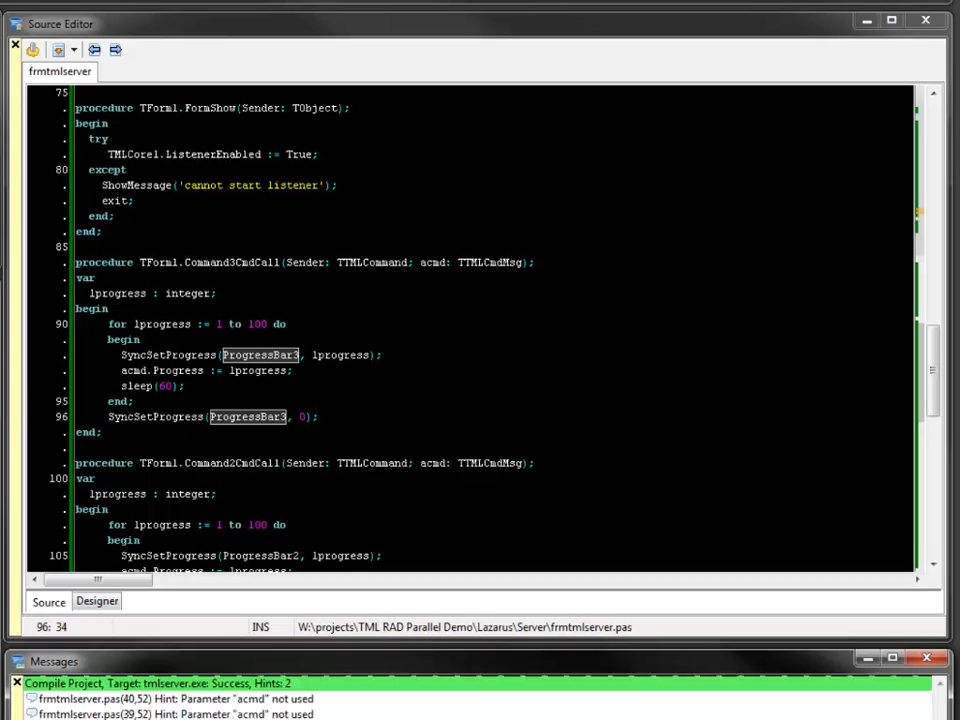 Source Editor
frmtmlserver
75
procedure TForm1.FormShow(Sender: TObject);
begin
try
TMLCore1.ListenerEnabled := True;
80 except
ShowMessage('cannot start listener');
exit;
end;
end;
85
procedure TForm1.Command3CmdCall(Sender: TTMLCommand; acmd: TTMLCmdMsg);
var
lprogress : integer;
begin
90 for lprogress := 1 to 100 do
begin
SyncSetProgress(ProgressBar3, lprogress);
acmd.Progress := lprogress;
sleep(60);
95 end;
96 SyncSetProgress(ProgressBar3, 0);
end;
procedure TForm1.Command2CmdCall(Sender: TTMLCommand; acmd: TTMLCmdMsg);
100 var
lprogress : integer;
begin
for lprogress := 1 to 100 do
begin
105 SyncSetProgress(ProgressBar2, lprogress);
acmd.Progress := lprogress;
Source Designer
96: 34 INS W:\projects\TML RAD Parallel Demo\Lazarus\Server\frmtmlserver.pas
Messages
Compile Project, Target: tmlserver.exe: Success, Hints: 2
frmtmlserver.pas(40,52) Hint: Parameter "acmd" not used
frmtmlserver.pas(39,52) Hint: Parameter "acmd" not used